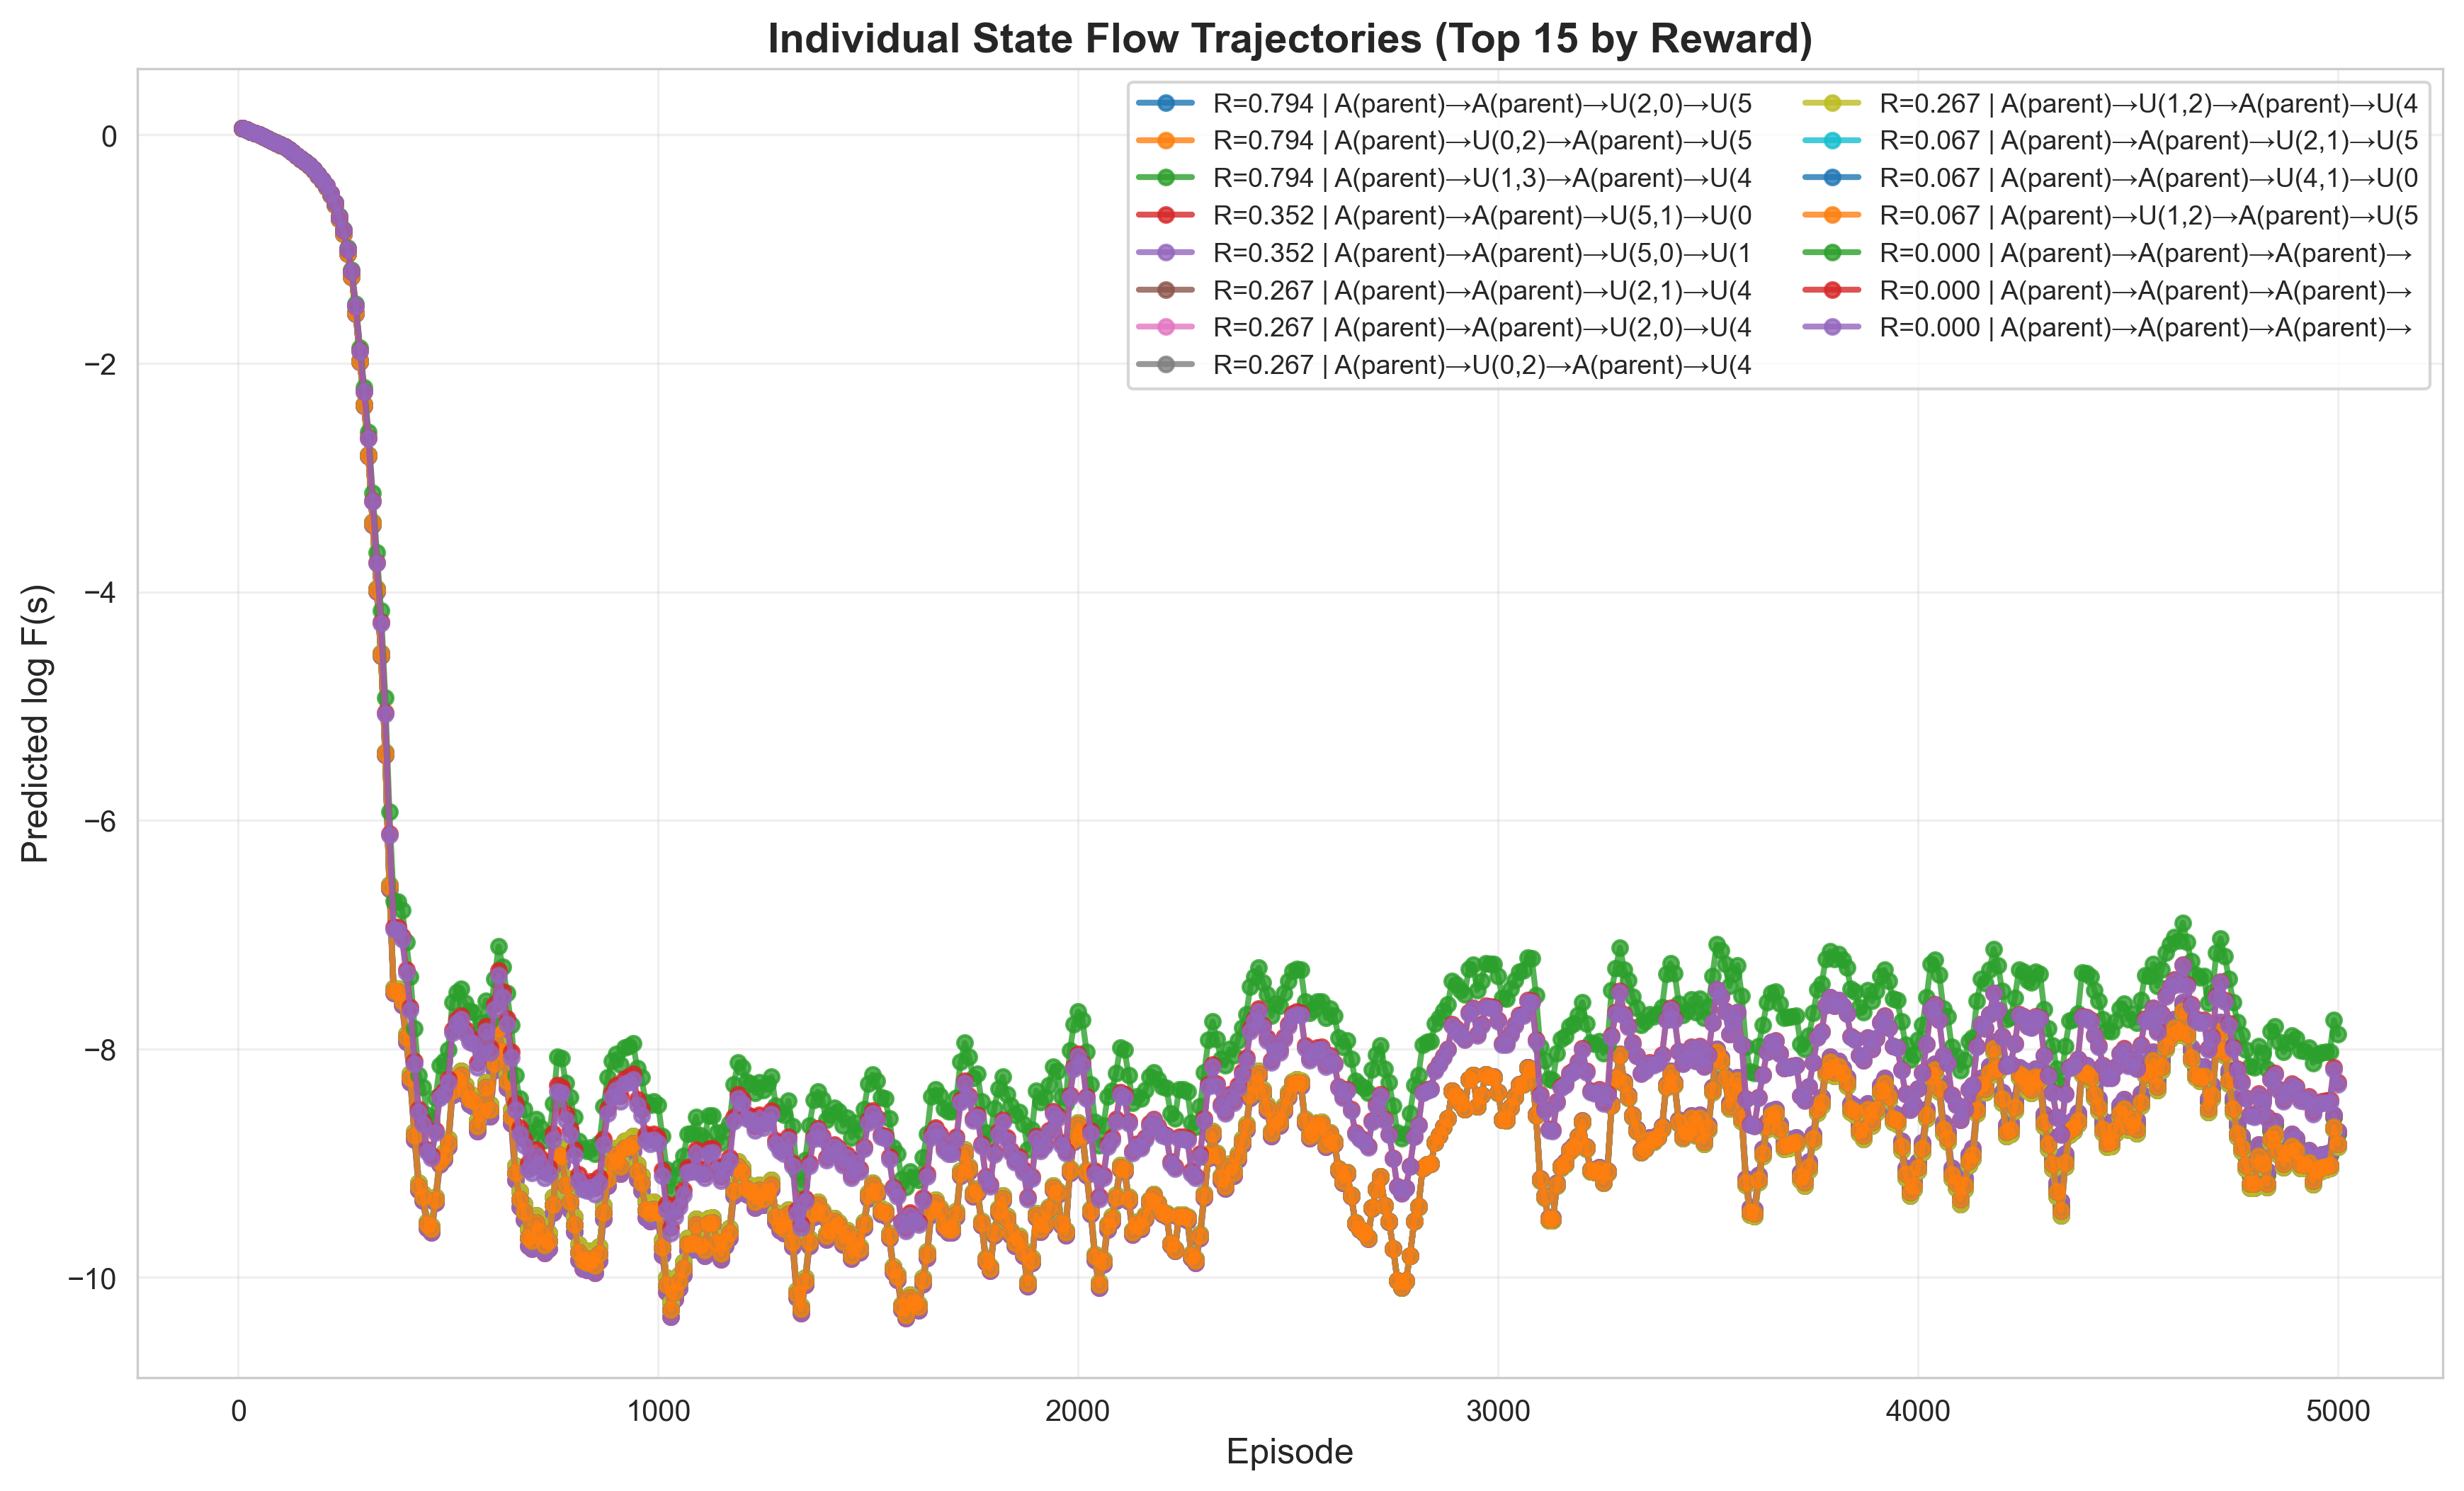 Individual State Flow Trajectories (Top 15 by Reward)
R=0.794 | A(parent)→A(parent)→U(2,0)→U(5
R=0.794 | A(parent)→U(0,2)→A(parent)→U(5
R=0.794 | A(parent)→U(1,3)→A(parent)→U(4
R=0.352 | A(parent)→A(parent)→U(5,1)→U(0
R=0.352 | A(parent)→A(parent)→U(5,0)→U(1
R=0.267 | A(parent)→A(parent)→U(2,1)→U(4
R=0.267 | A(parent)→A(parent)→U(2,0)→U(4
R=0.267 | A(parent)→U(0,2)→A(parent)→U(4
R=0.267 | A(parent)→U(1,2)→A(parent)→U(4
R=0.067 | A(parent)→A(parent)→U(2,1)→U(5
R=0.067 | A(parent)→A(parent)→U(4,1)→U(0
R=0.067 | A(parent)→U(1,2)→A(parent)→U(5
R=0.000 | A(parent)→A(parent)→A(parent)→
R=0.000 | A(parent)→A(parent)→A(parent)→
R=0.000 | A(parent)→A(parent)→A(parent)→
Predicted log F(s)
0
−2
−4
−6
−8
−10
0
1000
2000
3000
4000
5000
Episode